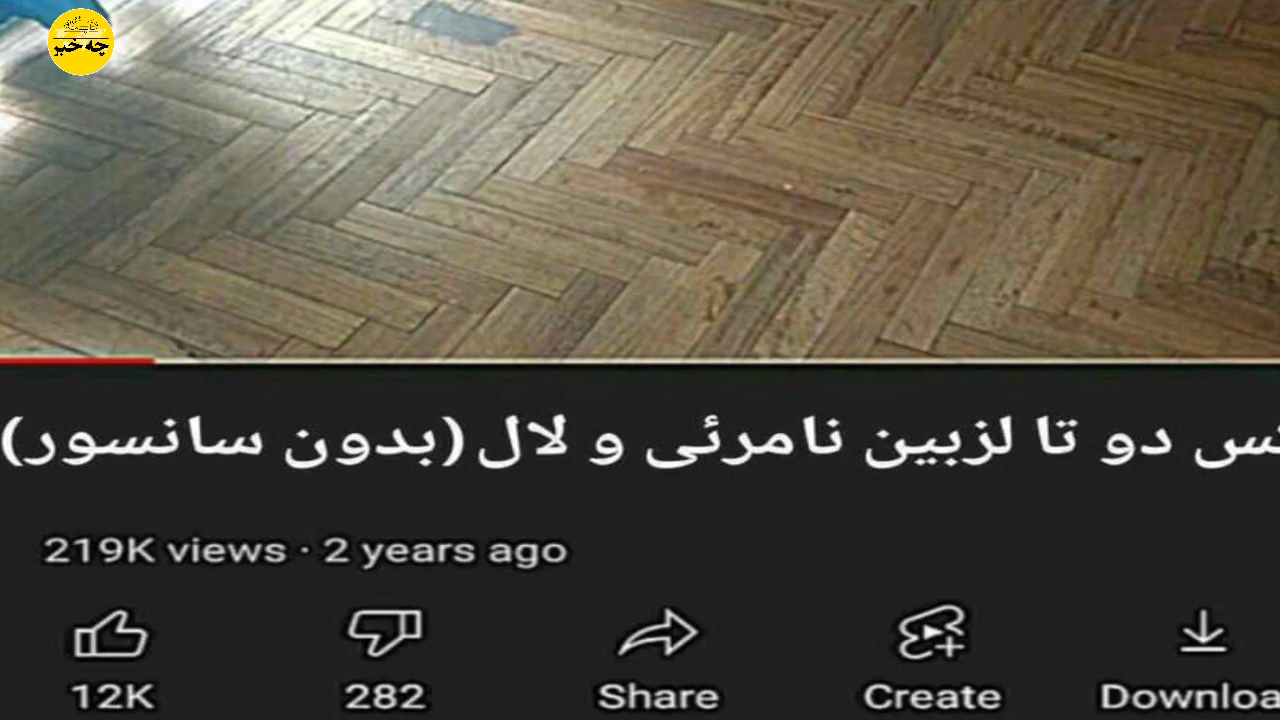 چه خبر
دو تا لزبین نامرئی و لال (بدون سانسور)
219K views · 2 years ago
12K
282
Share
Create
Downloa